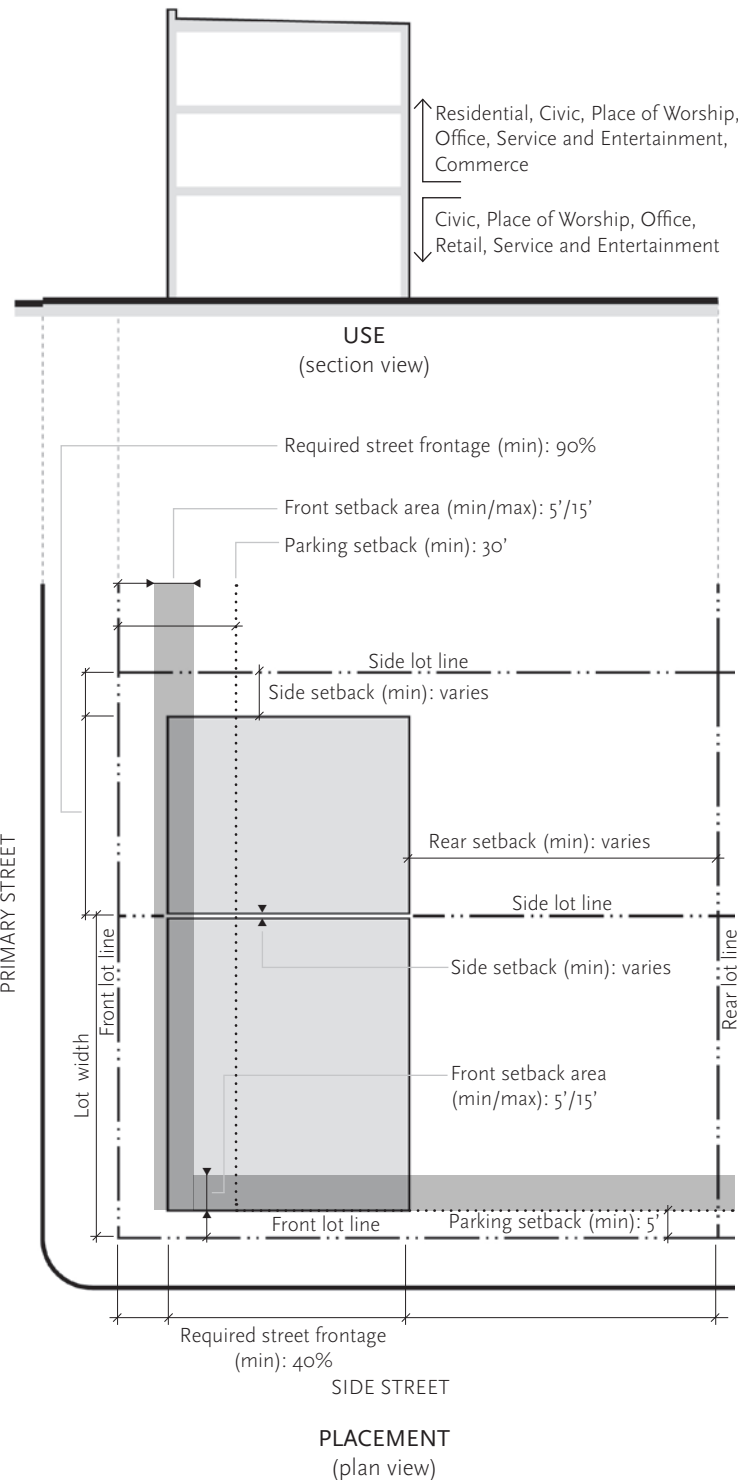 Residential, Civic, Place of Worship,
Office, Service and Entertainment,
Commerce
Civic, Place of Worship, Office,
Retail, Service and Entertainment
USE
(section view)
Required street frontage (min): 90%
Front setback area (min/max): 5’/15’
Parking setback (min): 30’
Side lot line
Side setback (min): varies
Rear setback (min): varies
PRIMARY STREET
Side lot line
Front lot line
Side setback (min): varies
Rear lot line
Lot width
Front setback area
(min/max): 5’/15’
Front lot line
Parking setback (min): 5’
Required street frontage
(min): 40%
SIDE STREET
PLACEMENT
(plan view)